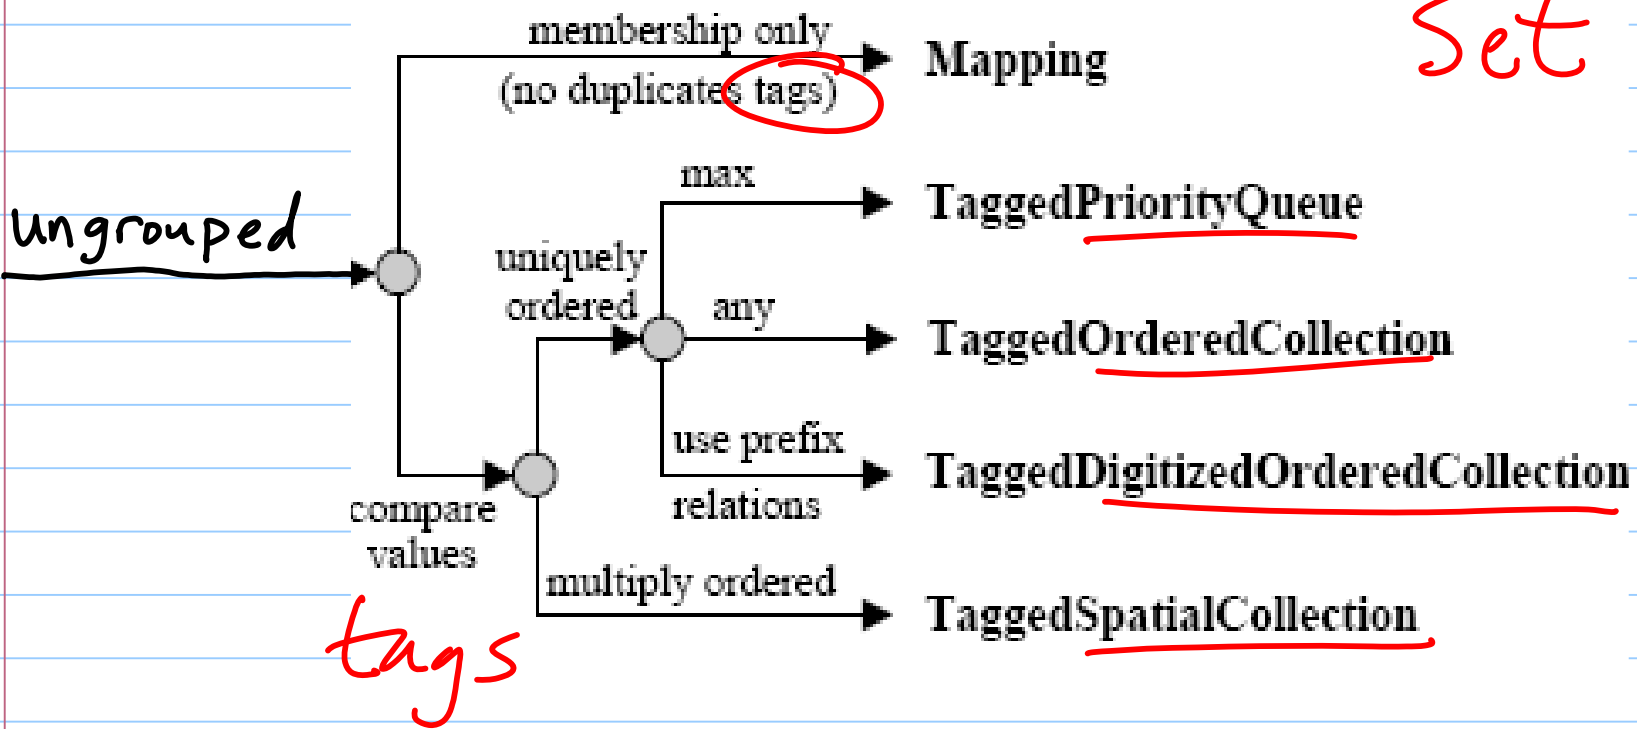 Set
membership only
(no duplicates tags)
Mapping
max
TaggedPriorityQueue
ungrouped
uniquely
ordered
any
TaggedOrderedCollection
use prefix
relations
TaggedDigitizedOrderedCollection
compare
values
multiply ordered
TaggedSpatialCollection
tags